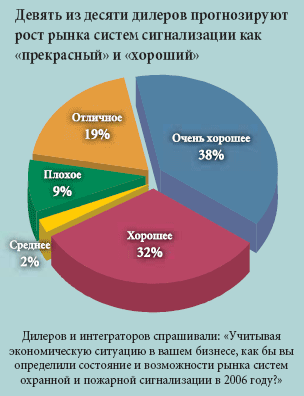 Девять из десяти дилеров прогнозируют
рост рынка систем сигнализации как
«прекрасный» и «хороший»
Отличное
19%
Очень хорошее
38%
Плохое
9%
Среднее
2%
Хорошее
32%
Дилеров и интеграторов спрашивали: «Учитывая
экономическую ситуацию в вашем бизнесе, как бы вы
определили состояние и возможности рынка систем
охранной и пожарной сигнализации в 2006 году?»